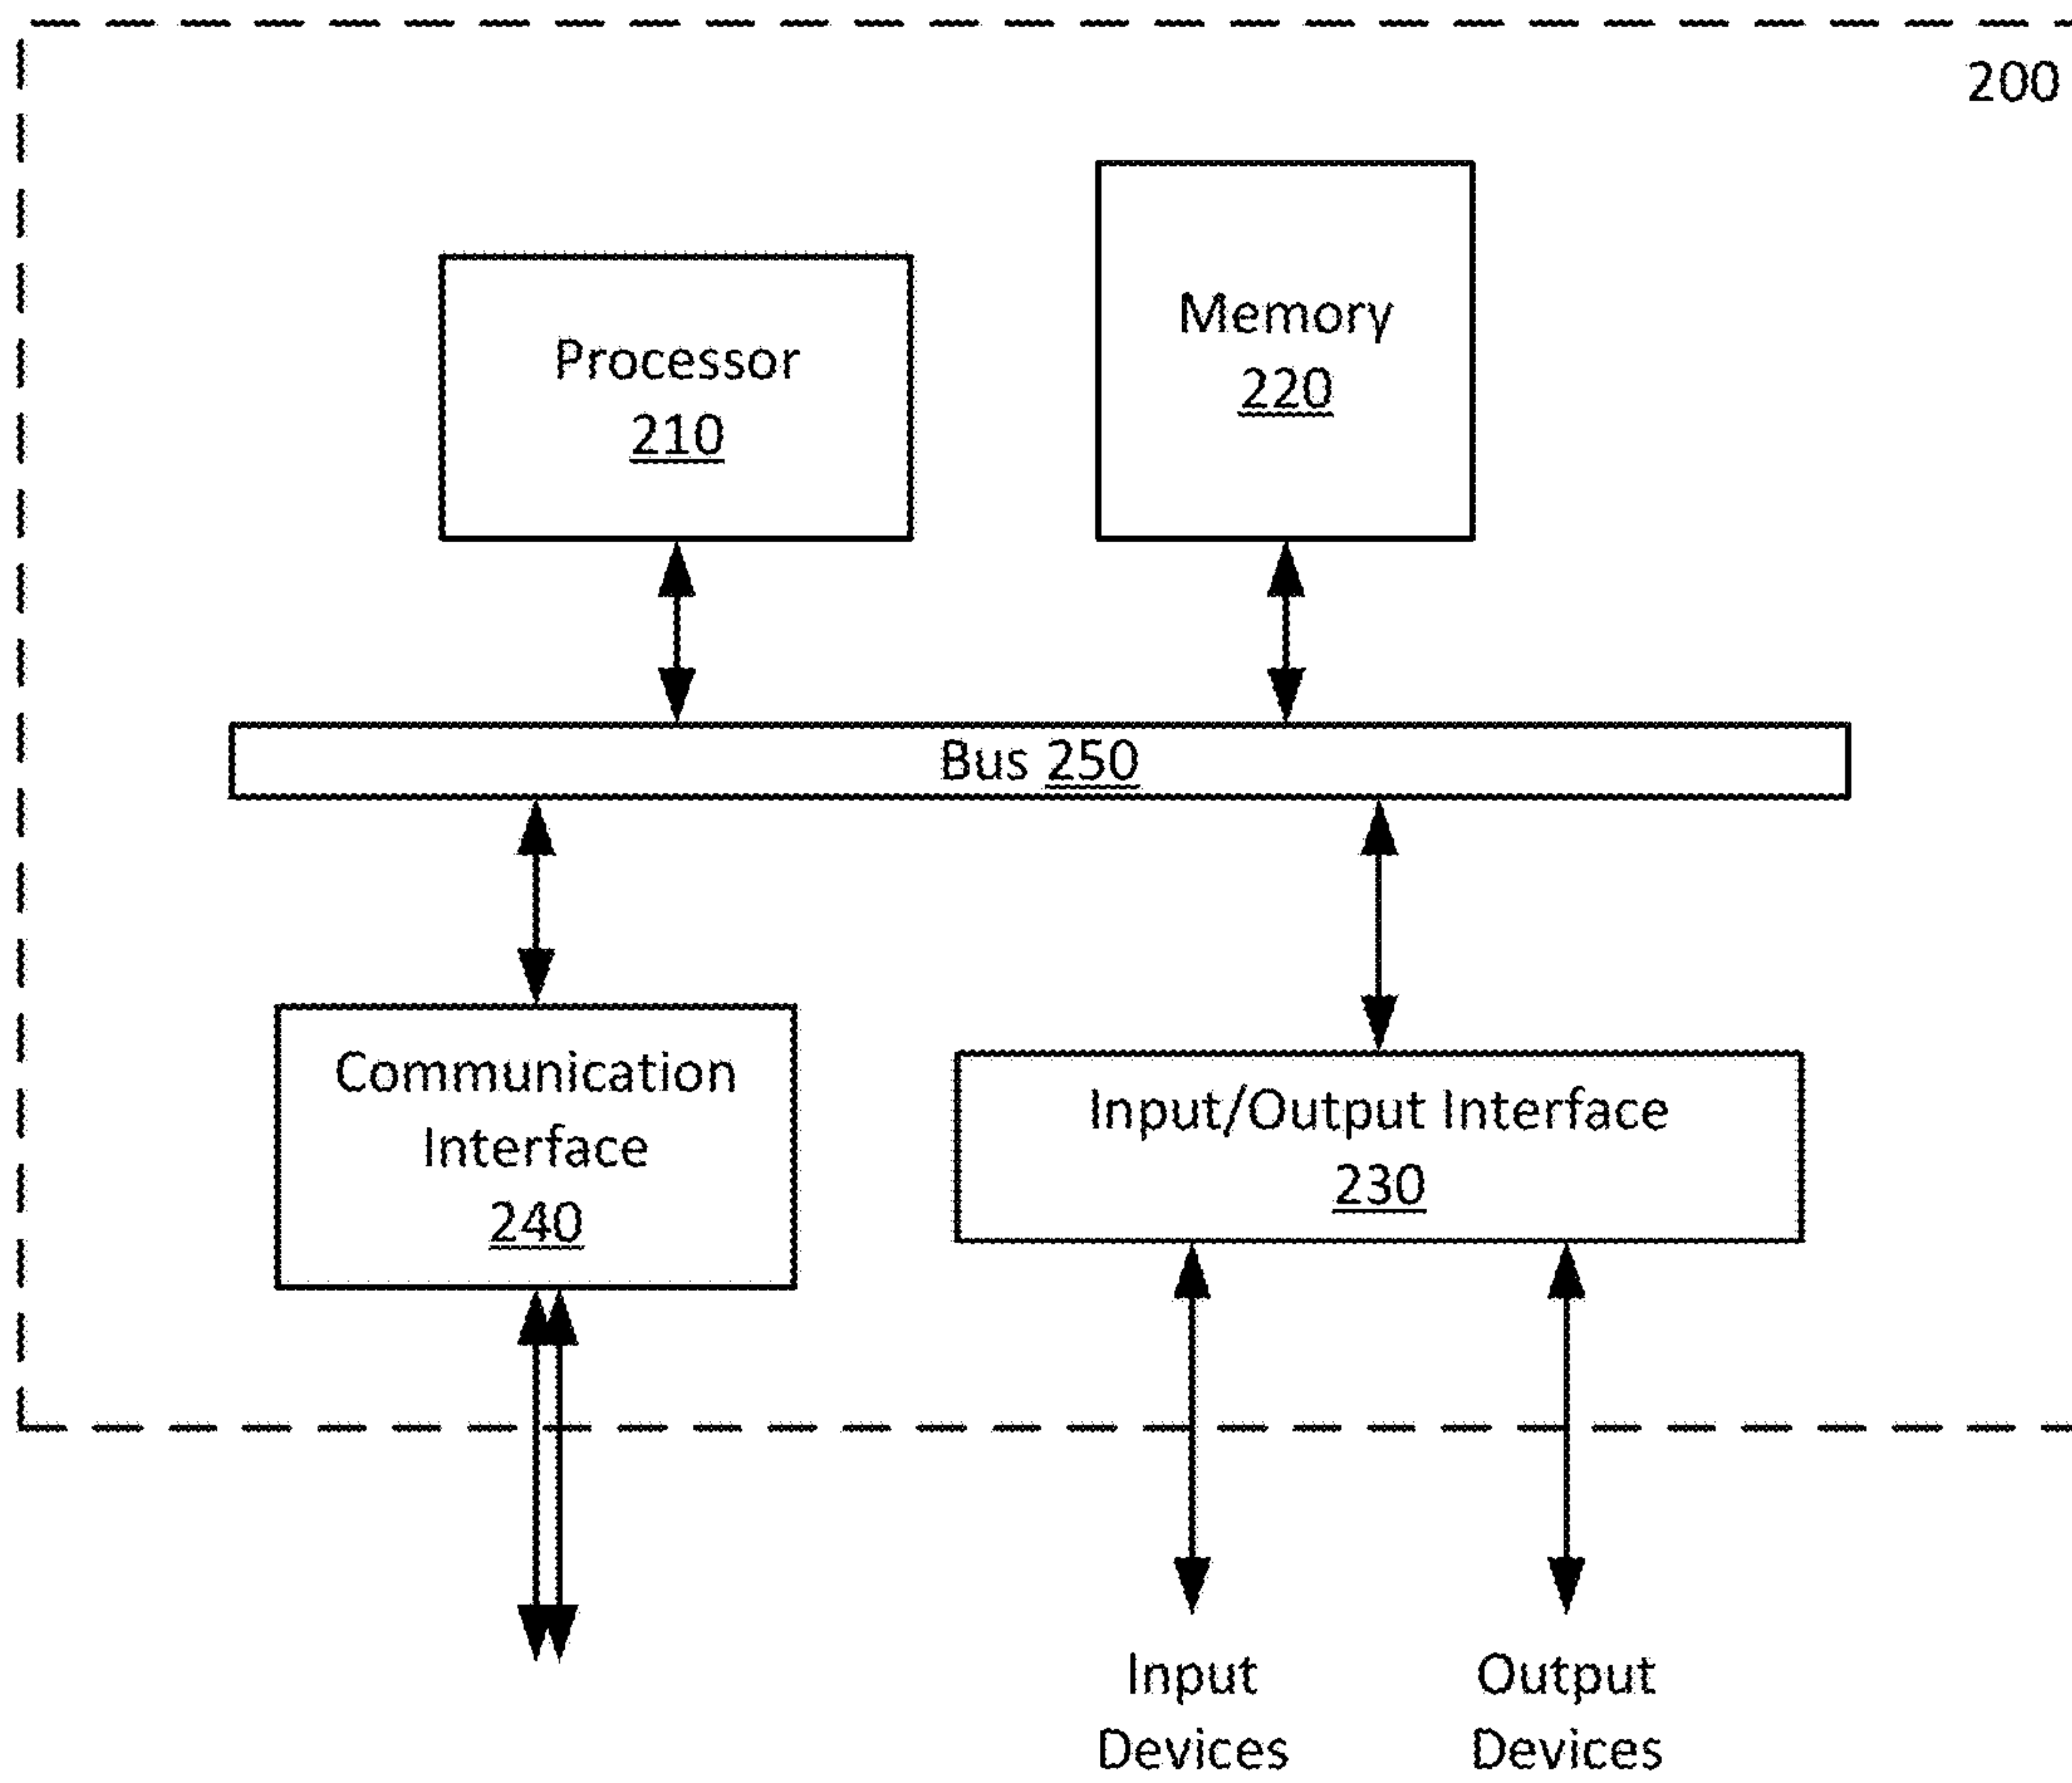 200
Processor
210
Memory
220
Bus 250
Communication
Interface
240
Input/Output Interface
230
Input
Devices
Output
Devices